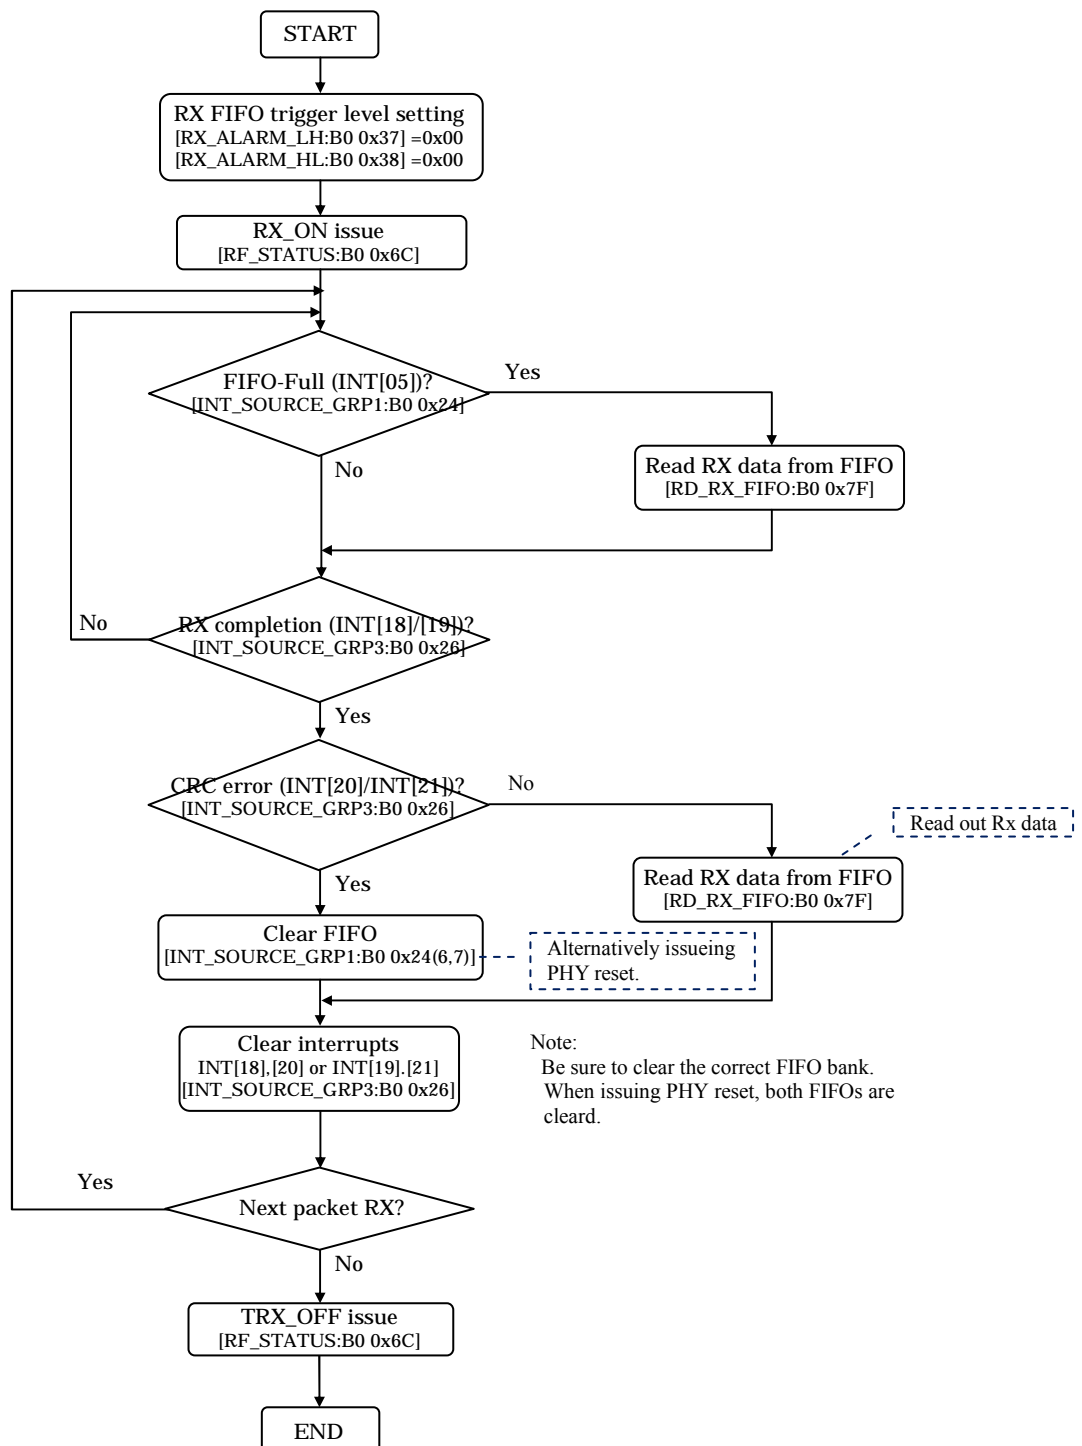 START
RX FIFO trigger level setting
[RX_ALARM_LH:B0 0x37] =0x00
[RX_ALARM_HL:B0 0x38] =0x00
RX_ON issue
[RF_STATUS:B0 0x6C]
FIFO-Full (INT[05])?
[INT_SOURCE_GRP1:B0 0x24]
Yes
No
Read RX data from FIFO
[RD_RX_FIFO:B0 0x7F]
RX completion (INT[18]/[19])?
[INT_SOURCE_GRP3:B0 0x26]
No
Yes
CRC error (INT[20]/INT[21])?
[INT_SOURCE_GRP3:B0 0x26]
No
Read out Rx data
Read RX data from FIFO
[RD_RX_FIFO:B0 0x7F]
Yes
Clear FIFO
[INT_SOURCE_GRP1:B0 0x24(6,7)]
Alternatively issueing
PHY reset.
Clear interrupts
INT[18],[20] or INT[19].[21]
[INT_SOURCE_GRP3:B0 0x26]
Note:
Be sure to clear the correct FIFO bank.
When issuing PHY reset, both FIFOs are
cleard.
Yes
Next packet RX?
No
TRX_OFF issue
[RF_STATUS:B0 0x6C]
END